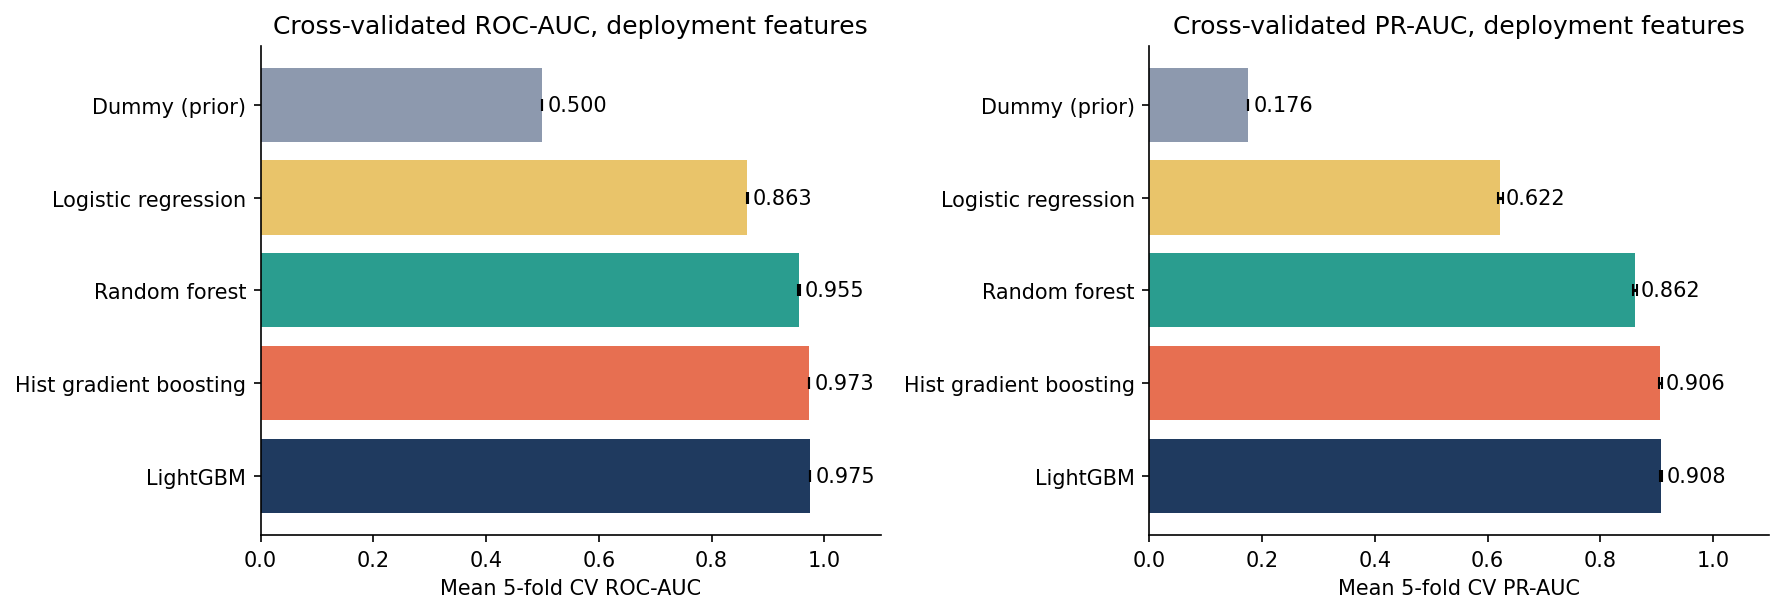 Cross-validated ROC-AUC, deployment features
Dummy (prior)
0.500
Logistic regression
0.863
Random forest
0.955
Hist gradient boosting
0.973
LightGBM
0.975
0.0 0.2 0.4 0.6 0.8 1.0
Mean 5-fold CV ROC-AUC
Cross-validated PR-AUC, deployment features
Dummy (prior)
0.176
Logistic regression
0.622
Random forest
0.862
Hist gradient boosting
0.906
LightGBM
0.908
0.0 0.2 0.4 0.6 0.8 1.0
Mean 5-fold CV PR-AUC